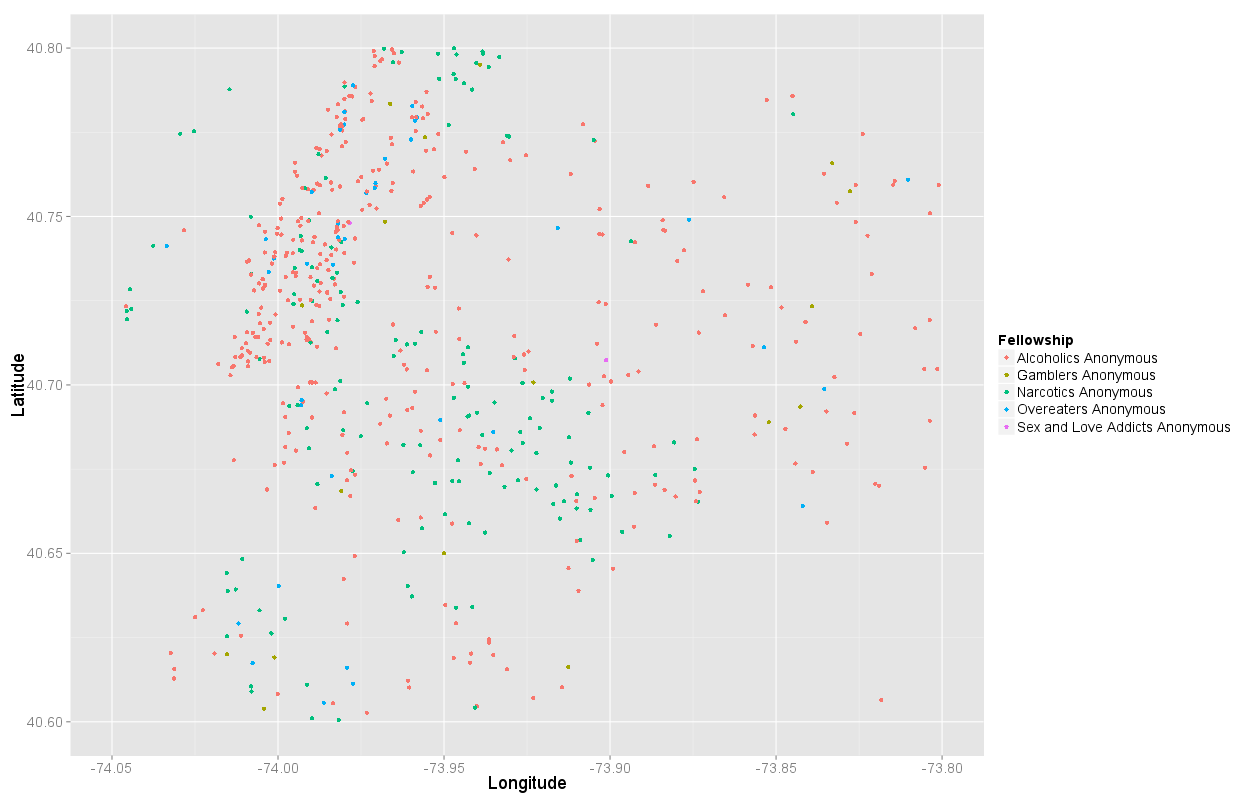 40.80
40.75
40.70
40.65
40.60
Latitude
-74.05
-74.00
-73.95
-73.90
-73.85
-73.80
Longitude
Fellowship
Alcoholics Anonymous
Gamblers Anonymous
Narcotics Anonymous
Overeaters Anonymous
Sex and Love Addicts Anonymous